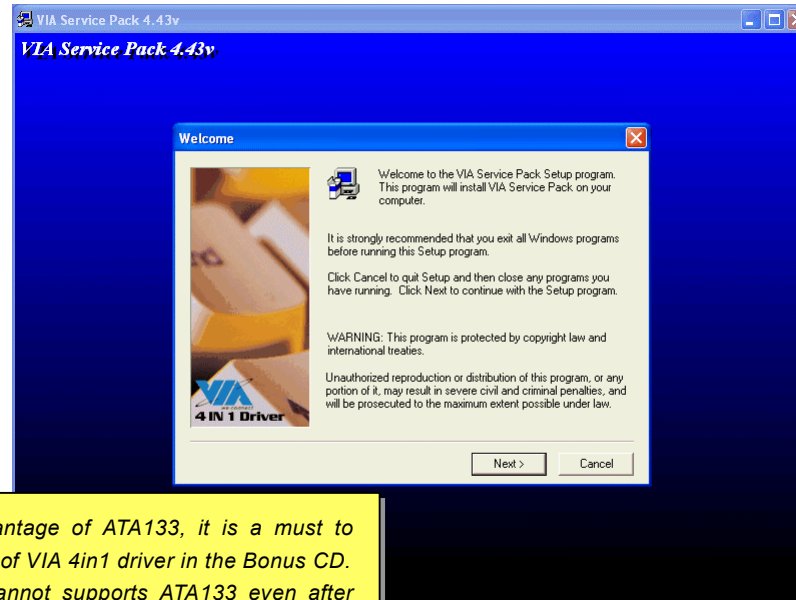 VIA Service Pack 4.43v
VIA Service Pack 4.43v
Welcome
Welcome to the VIA Service Pack Setup program.
This program will install VIA Service Pack on your
computer.
It is strongly recommended that you exit all Windows programs
before running this Setup program.
Click Cancel to quit Setup and then close any programs you
have running. Click Next to continue with the Setup program.
WARNING: This program is protected by copyright law and
international treaties.
Unauthorized reproduction or distribution of this program, or any
portion of it, may result in severe civil and criminal penalties, and
will be prosecuted to the maximum extent possible under law.
VIA
we connect
4 IN 1 Driver
Next >
Cancel
of ATA133, it is a must to
of VIA 4in1 driver in the Bonus CD.
supports ATA133 even after